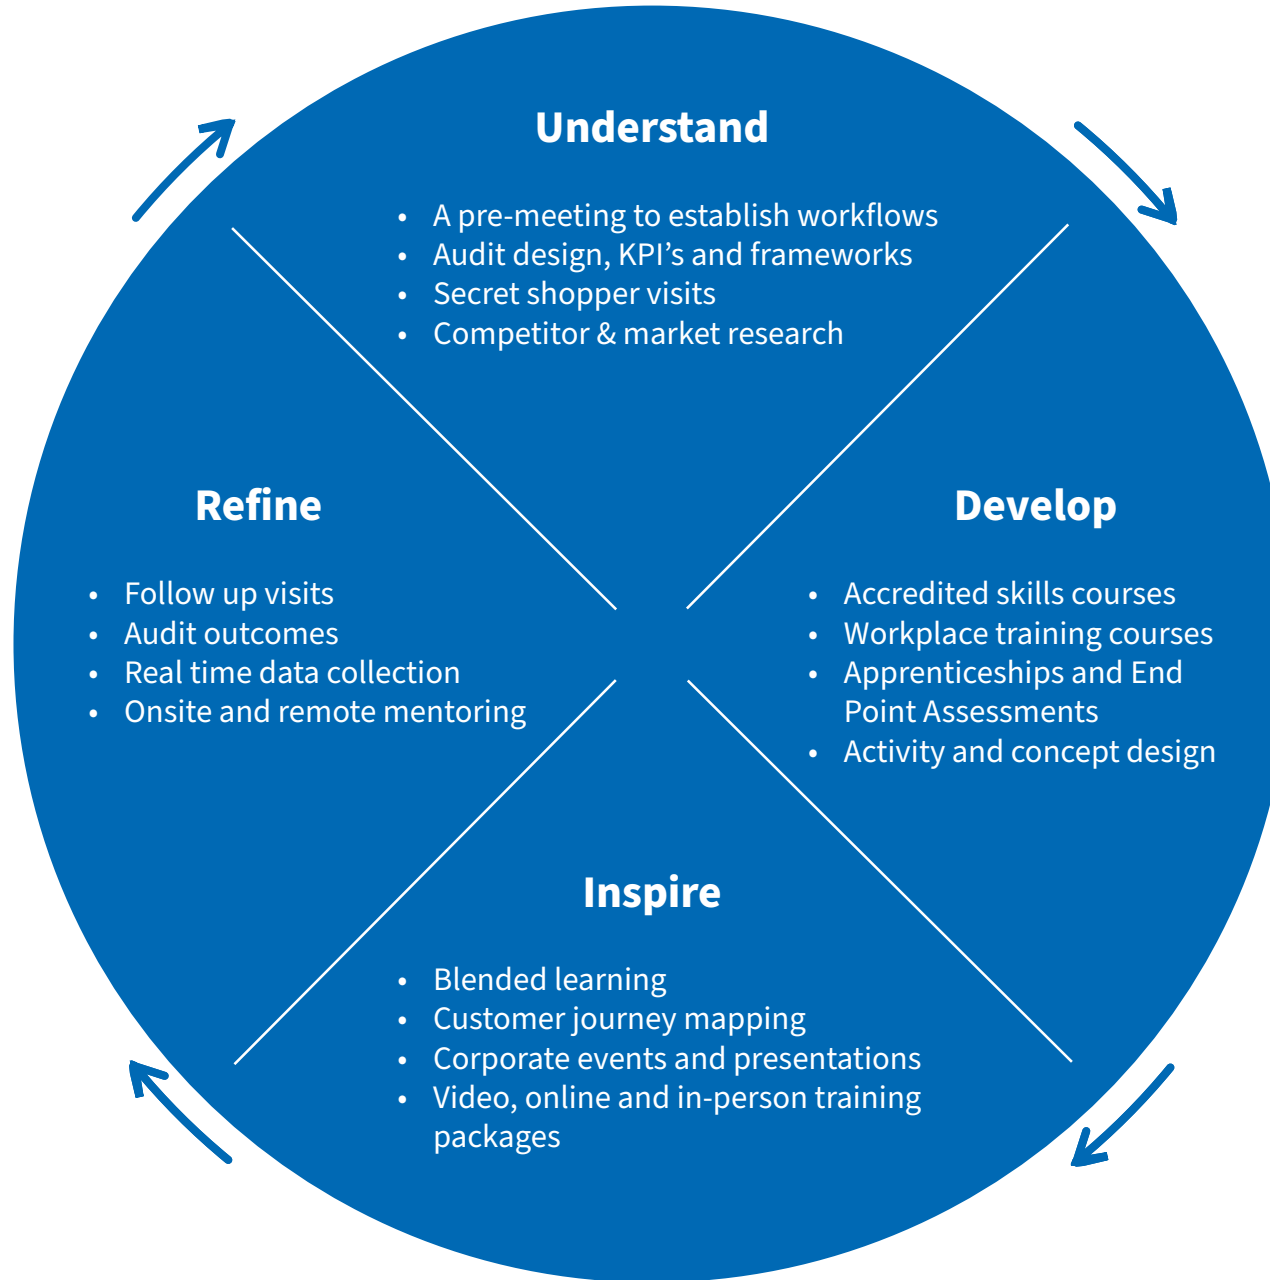 Understand
• A pre-meeting to establish workflows
• Audit design, KPI’s and frameworks
• Secret shopper visits
• Competitor & market research
Refine
• Follow up visits
• Audit outcomes
• Real time data collection
• Onsite and remote mentoring
Develop
• Accredited skills courses
• Workplace training courses
• Apprenticeships and End
Point Assessments
• Activity and concept design
Inspire
• Blended learning
• Customer journey mapping
• Corporate events and presentations
• Video, online and in-person training
packages